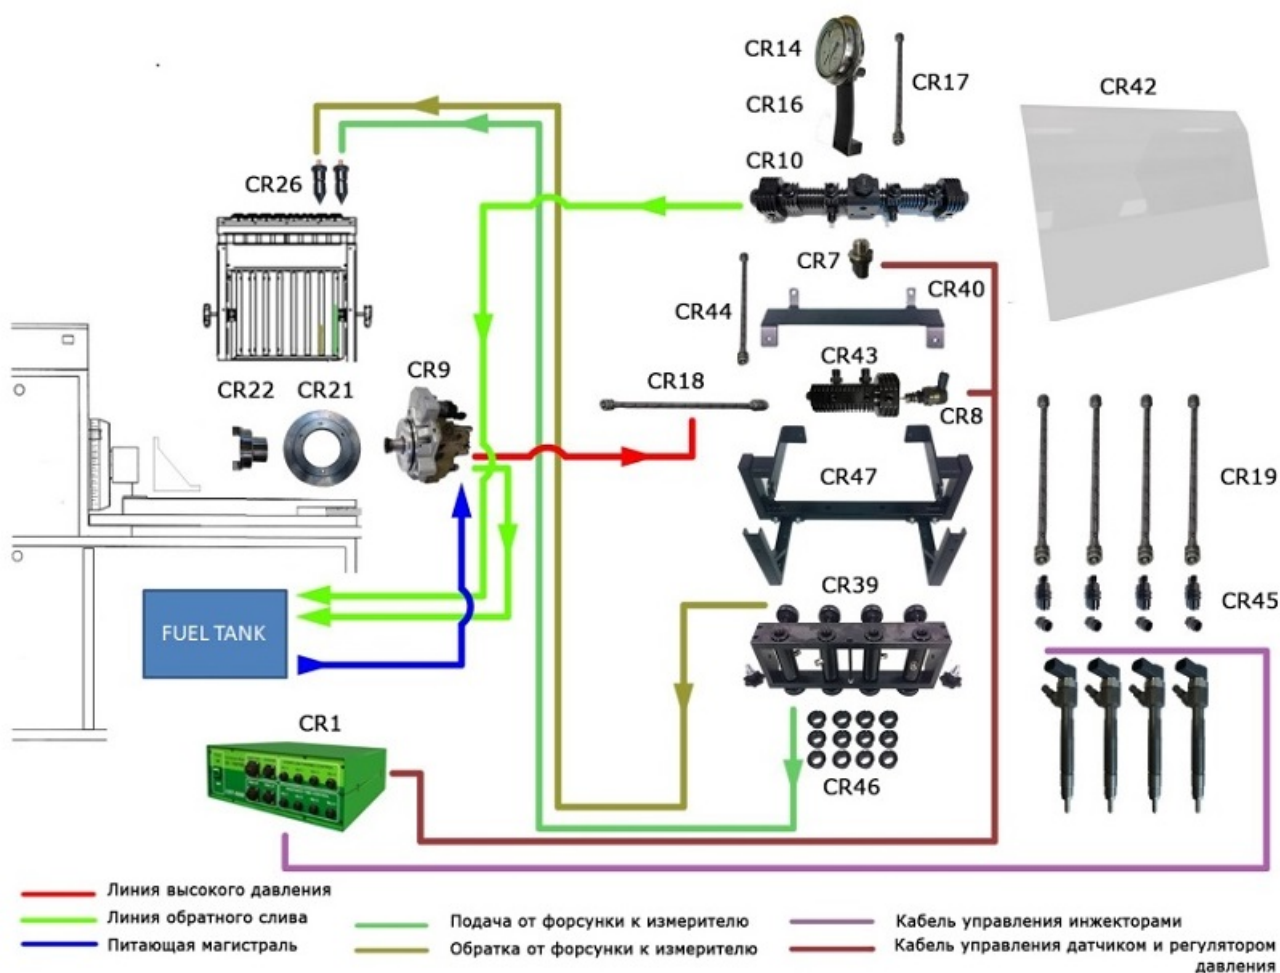 CR14
CR17
CR42
CR16
CR10
CR26
CR7
CR40
CR44
CR43
CR9
CR18
CR22
CR21
CR8
CR47
CR19
CR39
CR45
FUEL TANK
CR1
CR46
Линия высокого давления
Линия обратного слива
Питающая магистраль
Подача от форсунки к измерителю
Обратка от форсунки к измерителю
Кабель управления инжекторами
Кабель управления датчиком и регулятором
давления